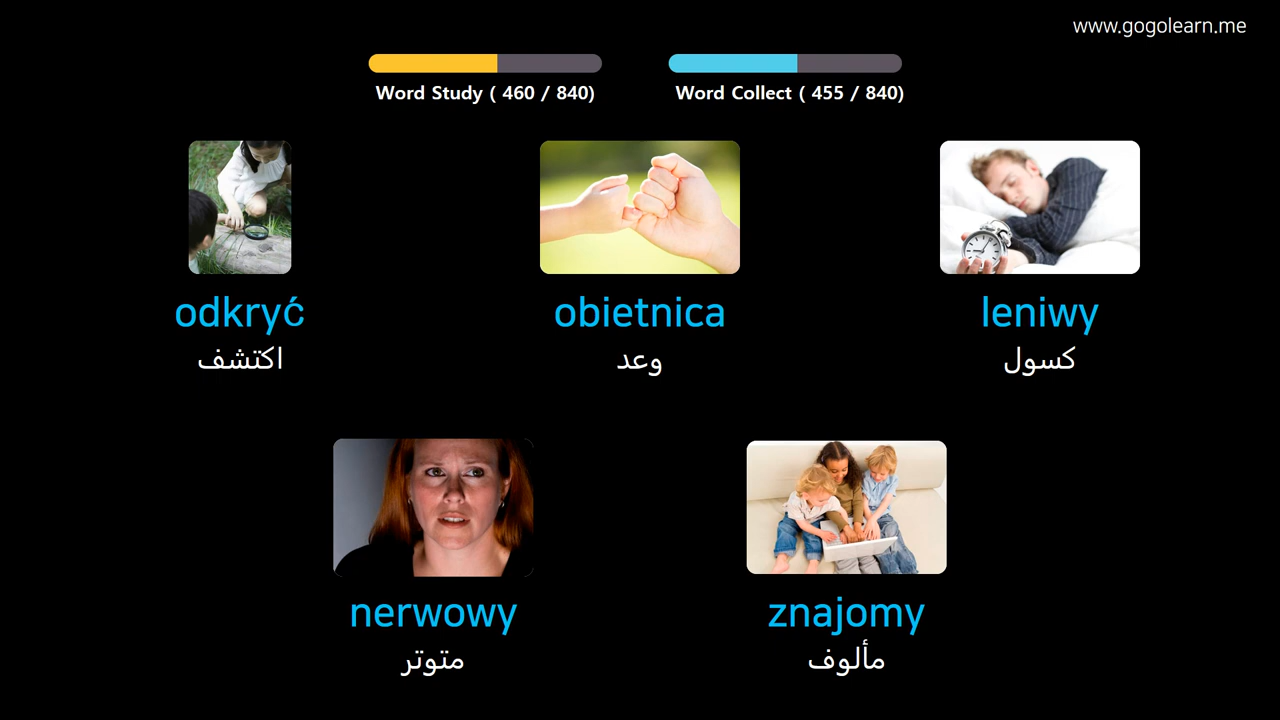 www.gogolearn.me
Word Study ( 460 / 840)
Word Collect ( 455 / 840)
odkryć
اكتشف
obietnica
وعد
leniwy
كسول
nerwowy
متوتر
znajomy
مألوف